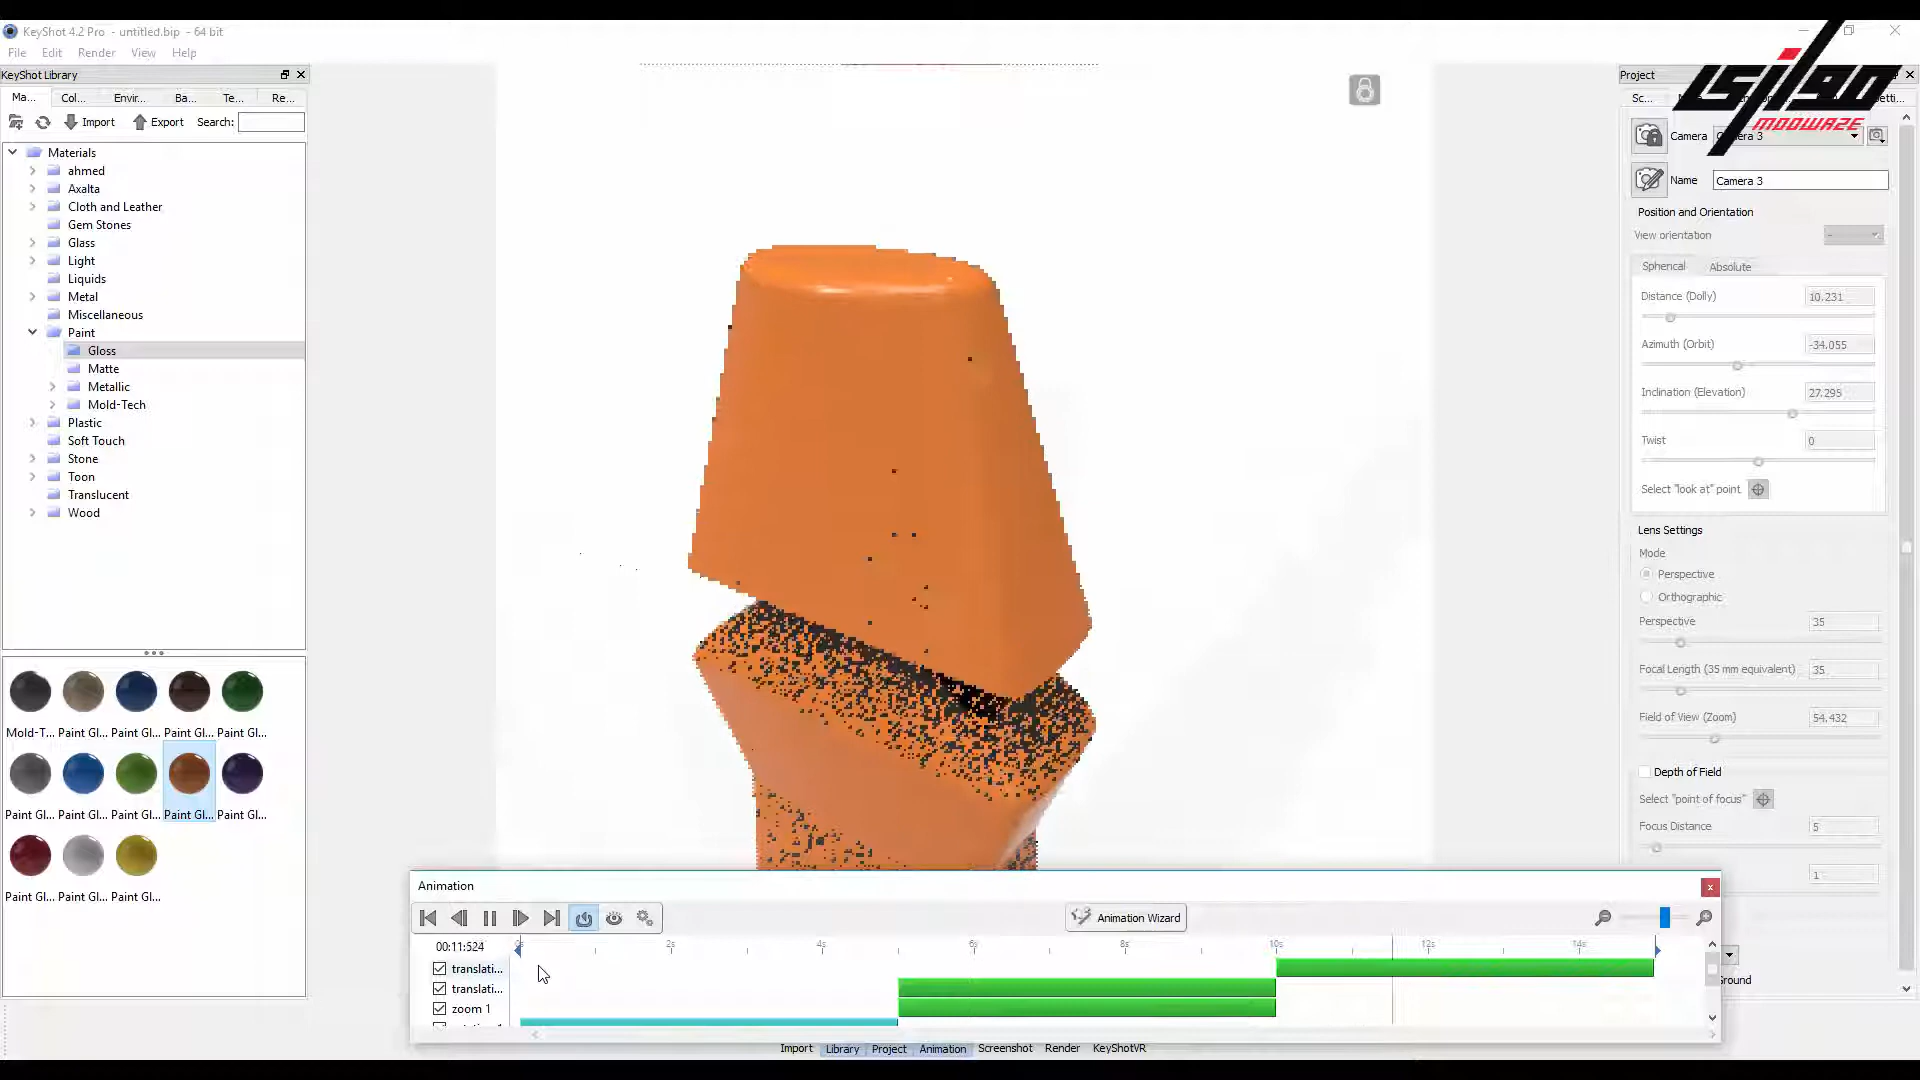 KeyShot 4.2 Pro - untitled.bip - 64 bit
File Edit Render View Help
KeyShot Library
Ma... Col... Envir... Ba... Te... Re...
Import Export Search:
Materials
ahmed
Axalta
Cloth and Leather
Gem Stones
Glass
Light
Liquids
Metal
Miscellaneous
Paint
Gloss
Matte
Metallic
Mold-Tech
Plastic
Soft Touch
Stone
Toon
Translucent
Wood
Mold-T... Paint Gl... Paint Gl... Paint Gl... Paint Gl...
Paint Gl... Paint Gl... Paint Gl... Paint Gl... Paint Gl...
Paint Gl... Paint Gl... Paint Gl...
Project
Sc...
MODWAZE
Camera
Name Camera 3
Position and Orientation
View orientation -
Spherical Absolute
Distance (Dolly) 10.231
Azimuth (Orbit) -34.055
Inclination (Elevation) 27.295
Twist 0
Select "look at" point
Lens Settings
Mode
Perspective
Orthographic
Perspective 35
Focal Length (35 mm equivalent) 35
Field of View (Zoom) 54.432
Depth of Field
Select "point of focus"
Focus Distance 5
1
Ground
Animation
Animation Wizard
00:11:524
0s 2s 4s 6s 8s 10s 12s 14s
translati...
translati...
zoom 1
Import Library Project Animation Screenshot Render KeyShotVR